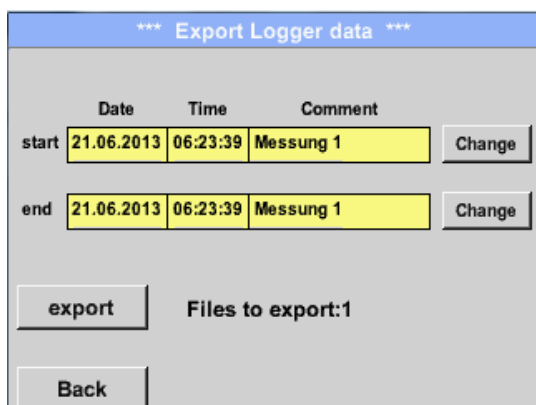 *** Export Logger data ***
Date Time Comment
start 21.06.2013 06:23:39 Messung 1 Change
end 21.06.2013 06:23:39 Messung 1 Change
export Files to export:1
Back